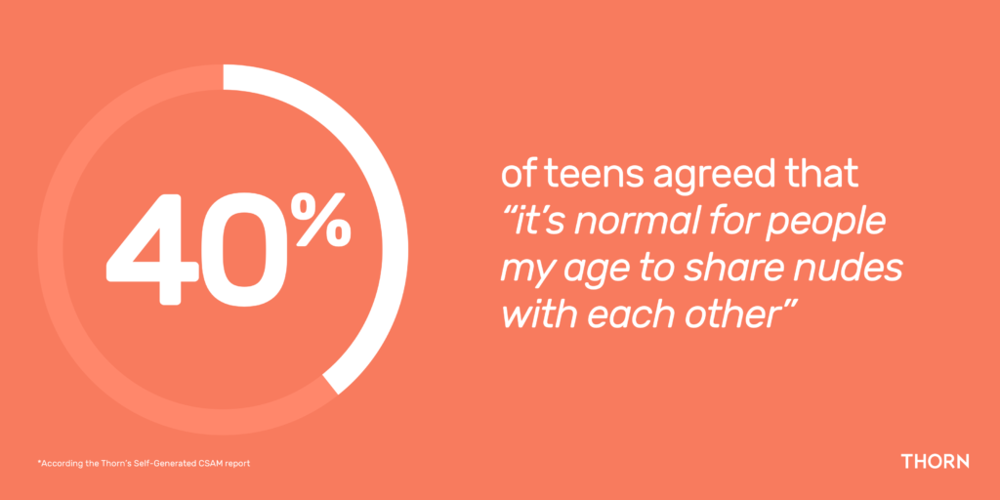 40%
of teens agreed that
“it’s normal for people
my age to share nudes
with each other”
*According the Thorn’s Self-Generated CSAM report
THORN